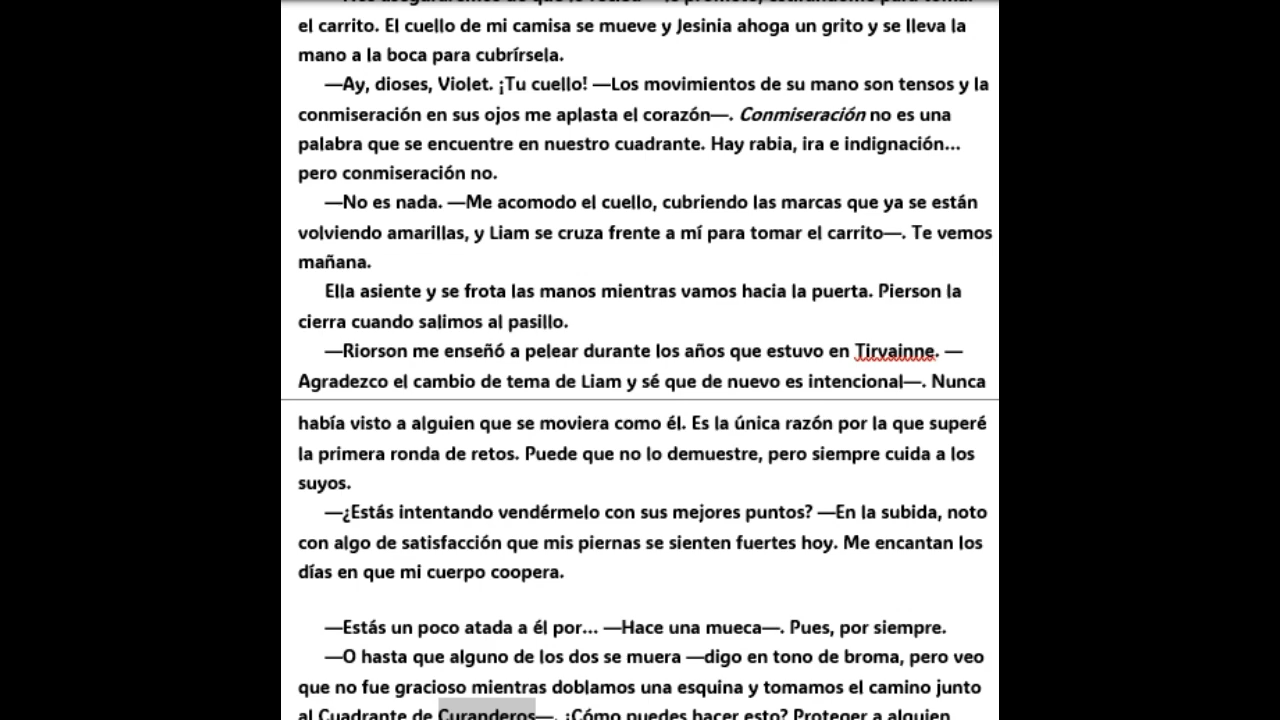 el carrito. El cuello de mi camisa se mueve y Jesinia ahoga un grito y se lleva la
mano a la boca para cubrírsela.
—Ay, dioses, Violet. ¡Tu cuello! —Los movimientos de su mano son tensos y la
conmiseración en sus ojos me aplasta el corazón—. Conmiseración no es una
palabra que se encuentre en nuestro cuadrante. Hay rabia, ira e indignación...
pero conmiseración no.
—No es nada. —Me acomodo el cuello, cubriendo las marcas que ya se están
volviendo amarillas, y Liam se cruza frente a mí para tomar el carrito—. Te vemos
mañana.
Ella asiente y se frota las manos mientras vamos hacia la puerta. Pierson la
cierra cuando salimos al pasillo.
—Riorson me enseñó a pelear durante los años que estuvo en Tirvainne. —
Agradezco el cambio de tema de Liam y sé que de nuevo es intencional—. Nunca
había visto a alguien que se moviera como él. Es la única razón por la que superé
la primera ronda de retos. Puede que no lo demuestre, pero siempre cuida a los
suyos.
—¿Estás intentando vendérmelo con sus mejores puntos? —En la subida, noto
con algo de satisfacción que mis piernas se sienten fuertes hoy. Me encantan los
días en que mi cuerpo coopera.
—Estás un poco atada a él por... —Hace una mueca—. Pues, por siempre.
—O hasta que alguno de los dos se muera —digo en tono de broma, pero veo
que no fue gracioso mientras doblamos una esquina y tomamos el camino junto
al Cuadrante de Curanderos—. ¿Cómo puedes hacer esto? Proteger a alguien